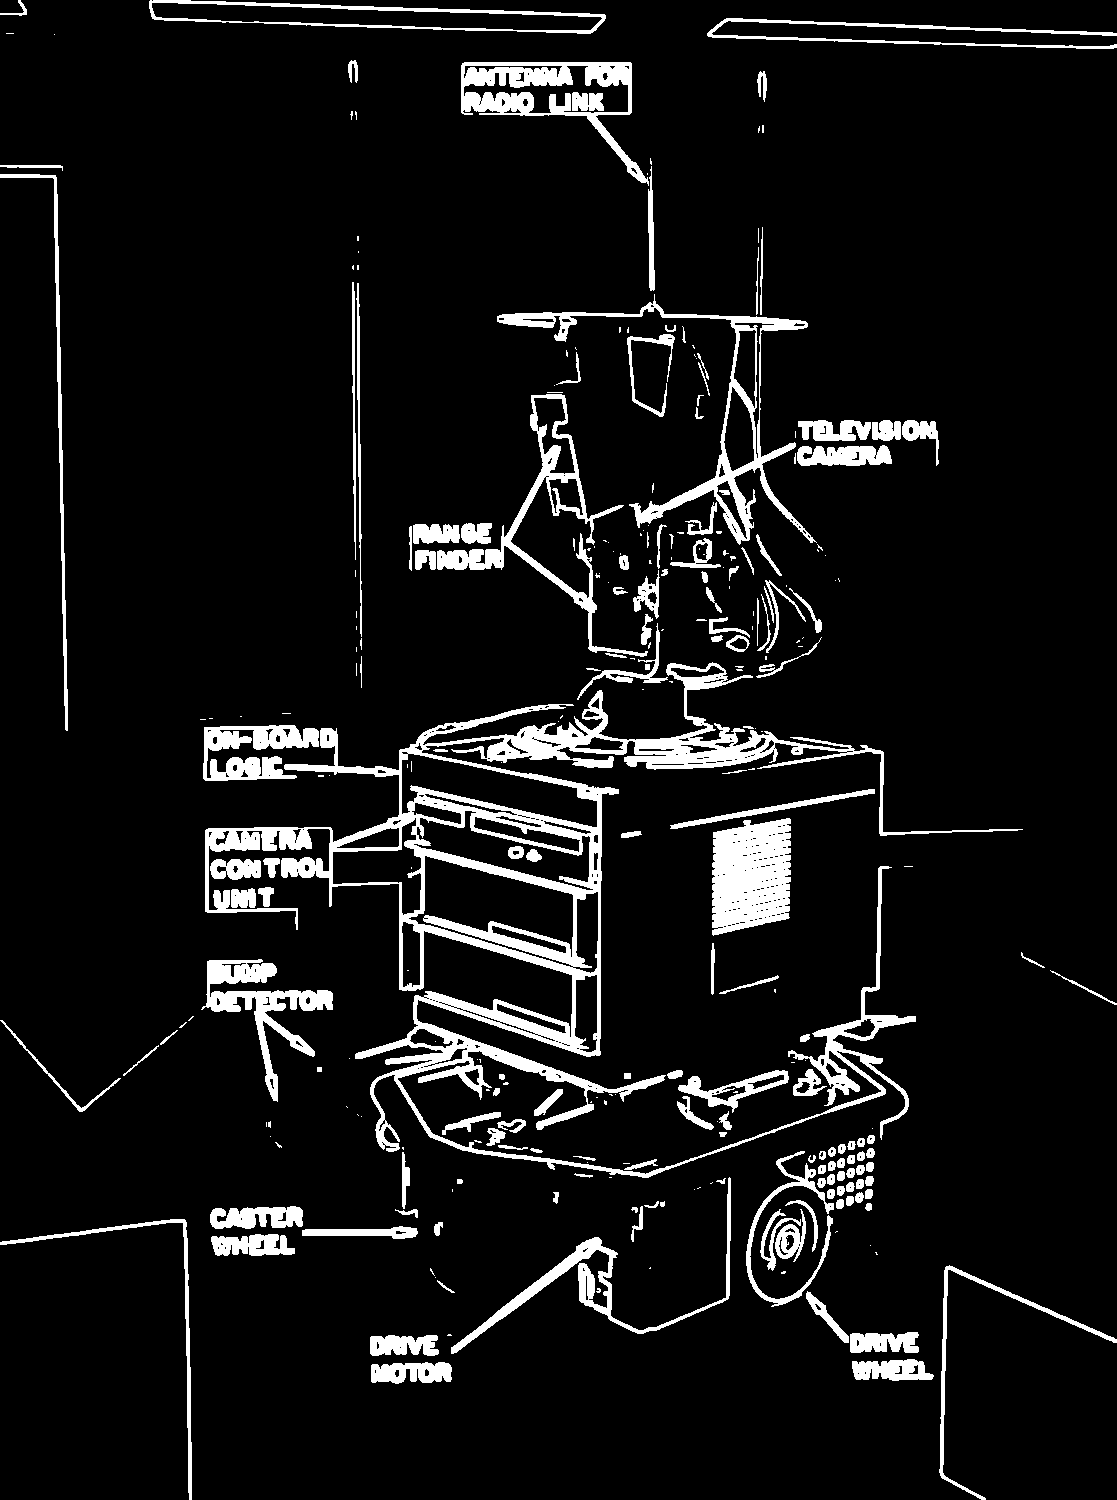 ANTENNA FOR
RADIO LINK
TELEVISION
CAMERA
RANGE
FINDER
ON-BOARD
LOGIC
CAMERA
CONTROL
UNIT
BUMP
DETECTOR
CASTER
WHEEL
DRIVE
MOTOR
DRIVE
WHEEL